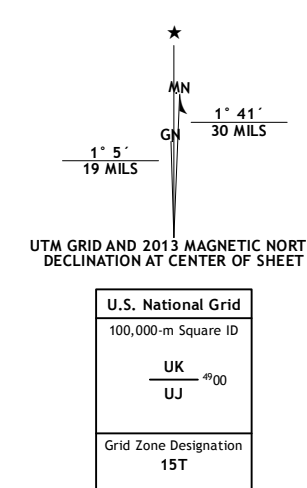 ★
MN
GN
1° 41´
30 MILS
1° 5´
19 MILS
UTM GRID AND 2013 MAGNETIC NORT
DECLINATION AT CENTER OF SHEET
U.S. National Grid
100,000-m Square ID
UK
4900
UJ
Grid Zone Designation
15T